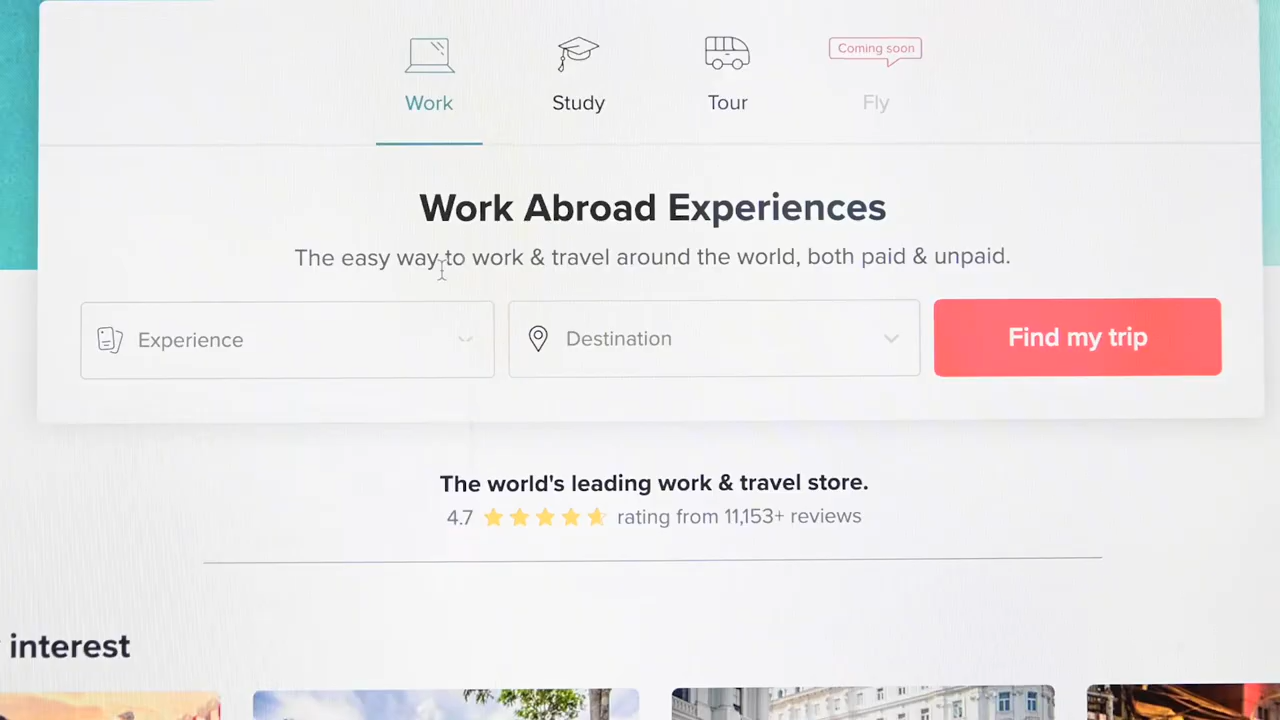 Coming soon
Work
Study
Tour
Fly
Work Abroad Experiences
The easy way to work & travel around the world, both paid & unpaid.
Experience
Destination
Find my trip
The world's leading work & travel store.
4.7 rating from 11,153+ reviews
interest